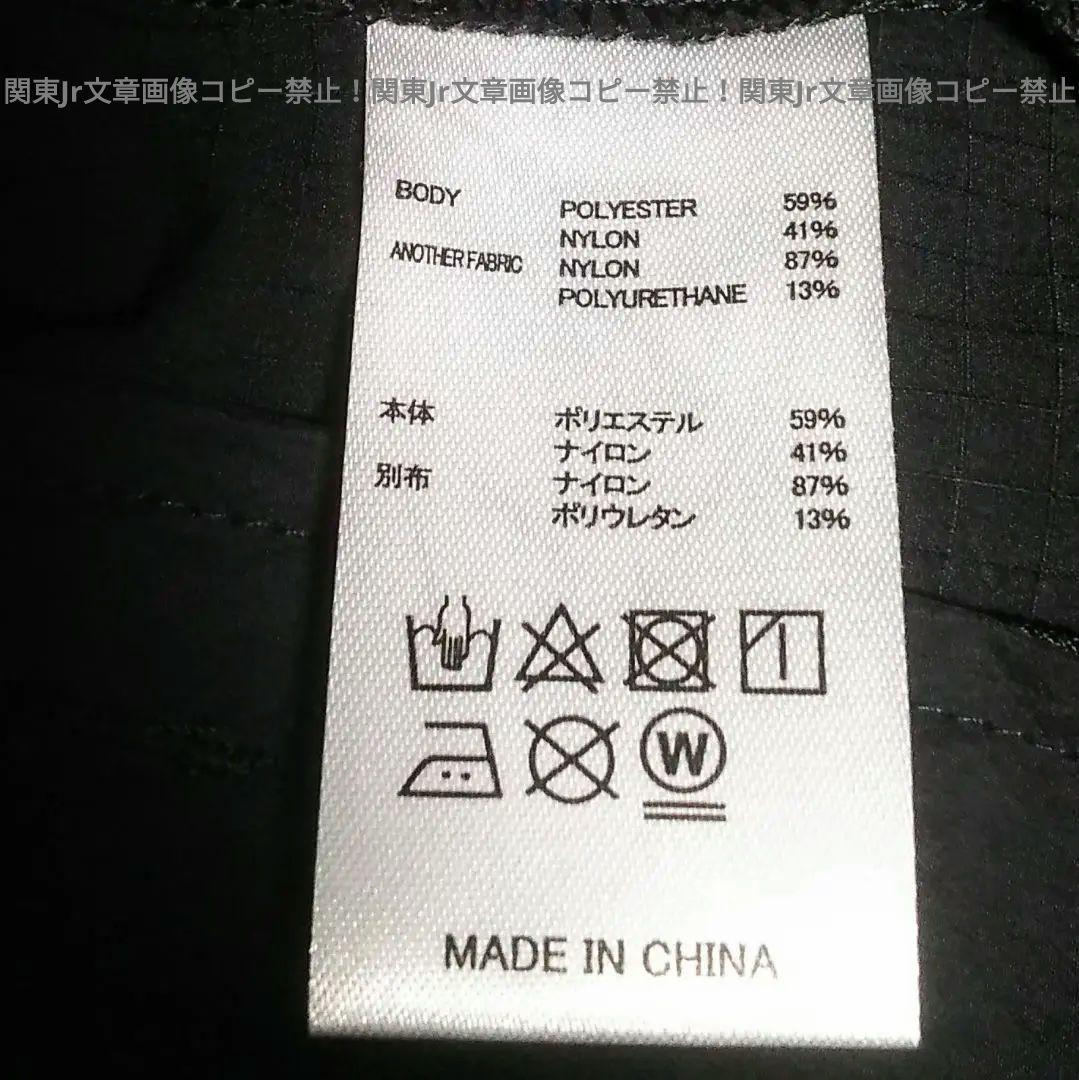 関東Jr文章画像コピー禁止！関東Jr文章画像コピー禁止！関東Jr文章画像コピー禁止
BODY POLYESTER 59%
NYLON 41%
ANOTHER FABRIC NYLON 87%
POLYURETHANE 13%
本体 ポリエステル 59%
ナイロン 41%
別布 ナイロン 87%
ポリウレタン 13%
W
MADE IN CHINA